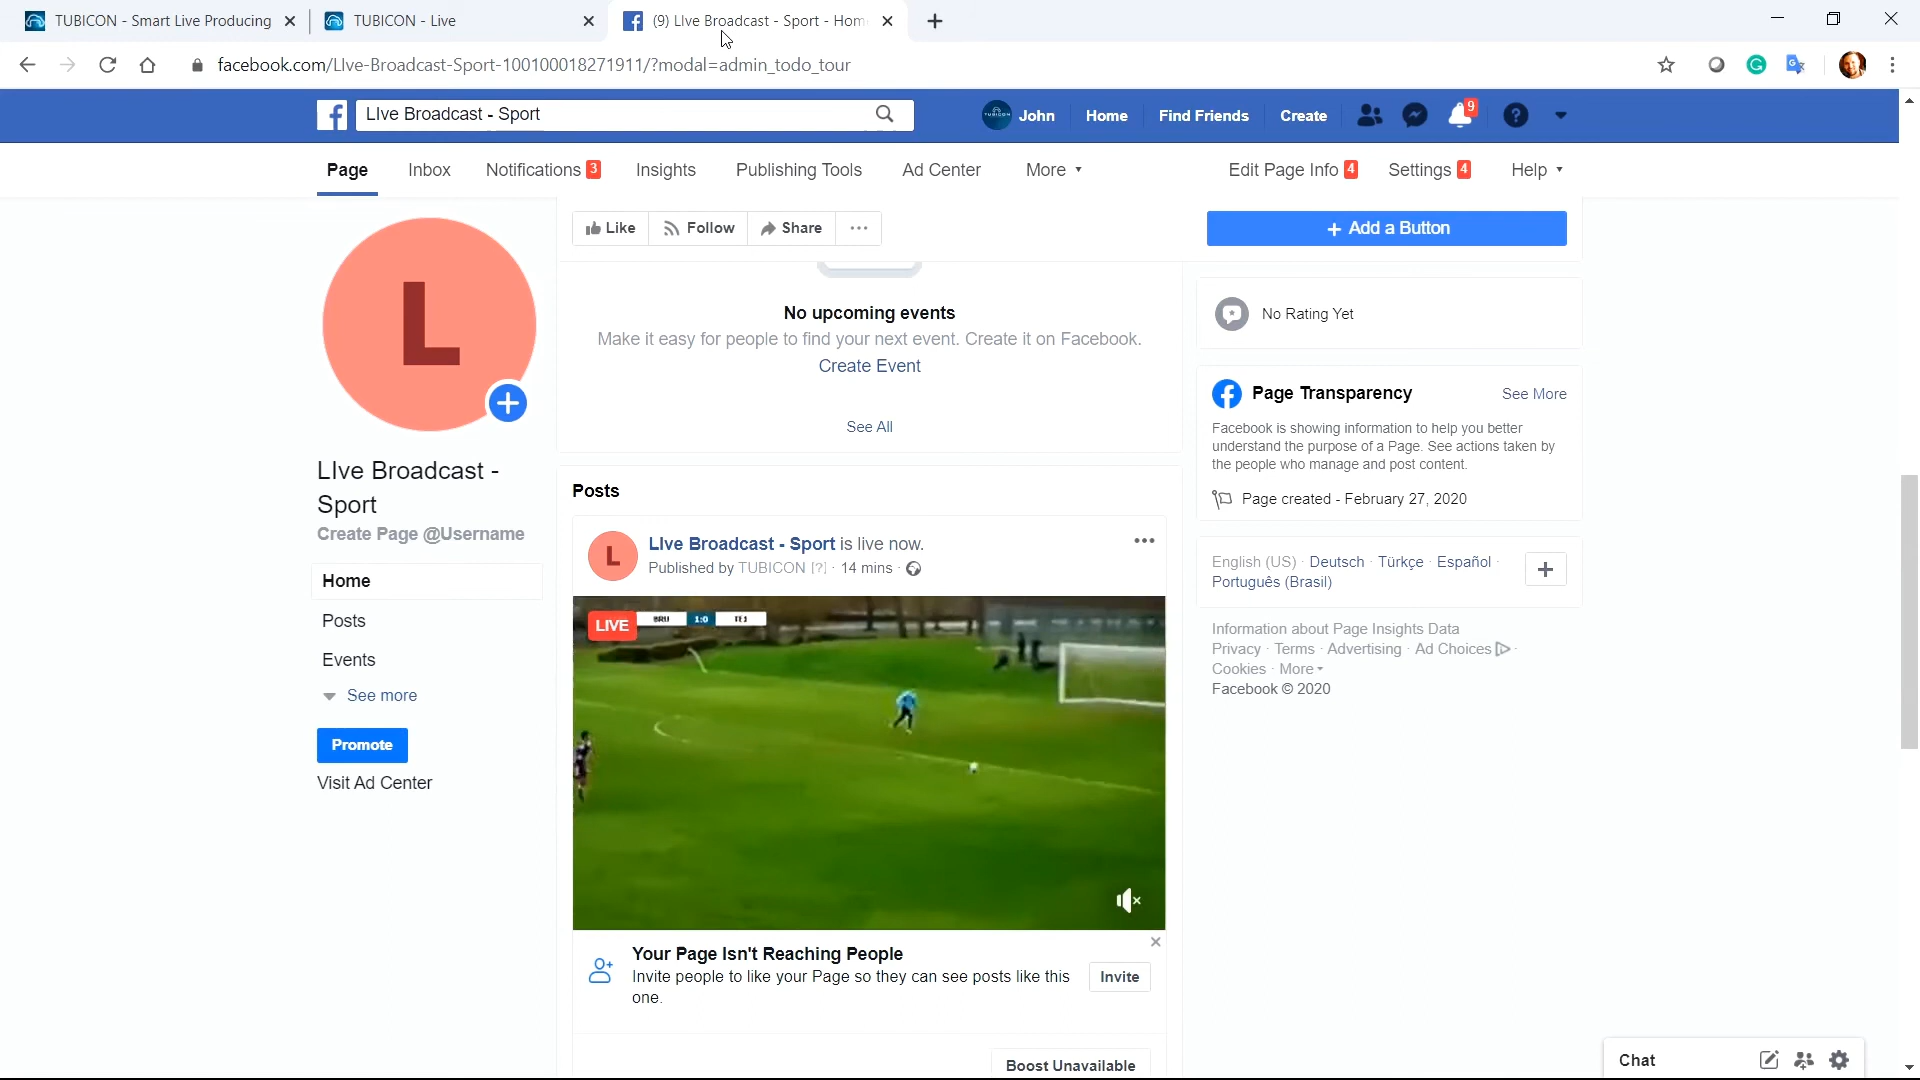 TUBICON - Smart Live Producing
TUBICON - Live
(9) LIve Broadcast - Sport - Hom
facebook.com/LIve-Broadcast-Sport-100100018271911/?modal=admin_todo_tour
LIve Broadcast - Sport
John
Home
Find Friends
Create
9
Page
Inbox
Notifications 3
Insights
Publishing Tools
Ad Center
More
Edit Page Info 4
Settings 4
Help
L
LIve Broadcast -
Sport
Create Page @Username
Home
Posts
Events
See more
Promote
Visit Ad Center
Like
Follow
Share
+ Add a Button
No upcoming events
Make it easy for people to find your next event. Create it on Facebook.
Create Event
See All
Posts
L
LIve Broadcast - Sport is live now.
Published by TUBICON [?] · 14 mins ·
LIVE
BRU 1:0 TEJ
Your Page Isn't Reaching People
Invite people to like your Page so they can see posts like this
one.
Invite
Boost Unavailable
No Rating Yet
Page Transparency
See More
Facebook is showing information to help you better
understand the purpose of a Page. See actions taken by
the people who manage and post content.
Page created - February 27, 2020
English (US) · Deutsch · Türkçe · Español ·
Português (Brasil)
Information about Page Insights Data
Privacy · Terms · Advertising · Ad Choices ·
Cookies · More
Facebook © 2020
Chat